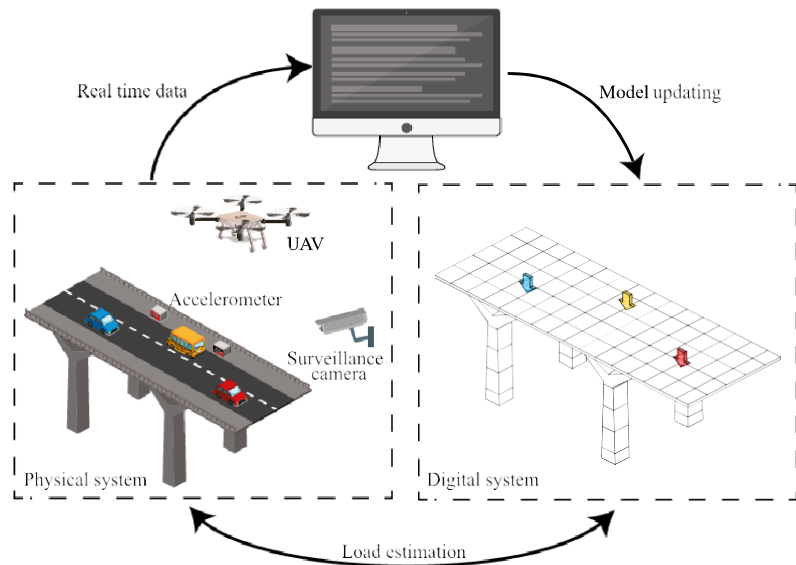 Real time data
Model updating
UAV
Accelerometer
Surveillance
camera
Physical system
Digital system
Load estimation